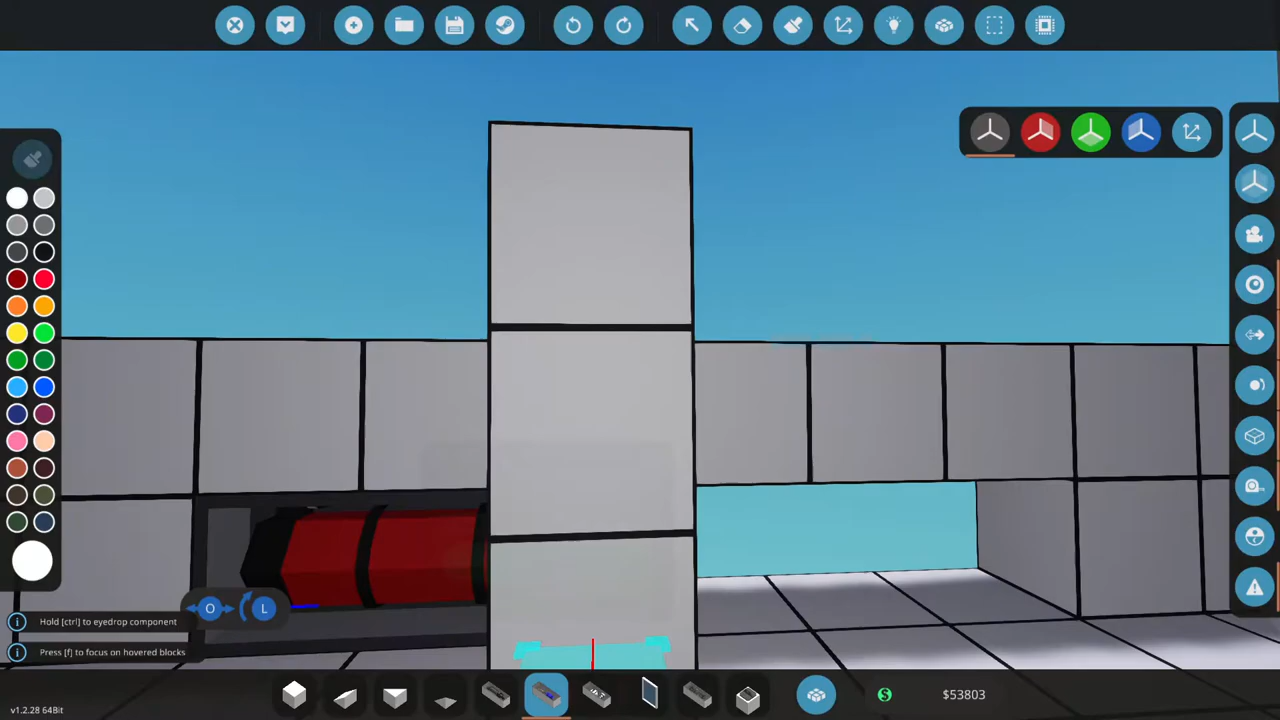 O
L
Hold [ctrl] to eyedrop component
Press [f] to focus on hovered blocks
$ $53803
v1.2.28 64Bit